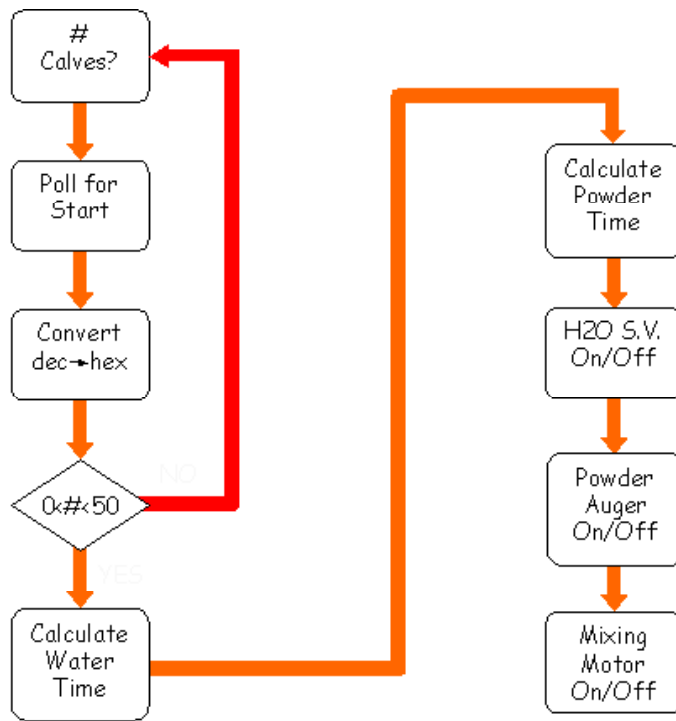 #
Calves?
Poll for
Start
Convert
dec→hex
0<#<50
NO
YES
Calculate
Water
Time
Calculate
Powder
Time
H2O S.V.
On/Off
Powder
Auger
On/Off
Mixing
Motor
On/Off